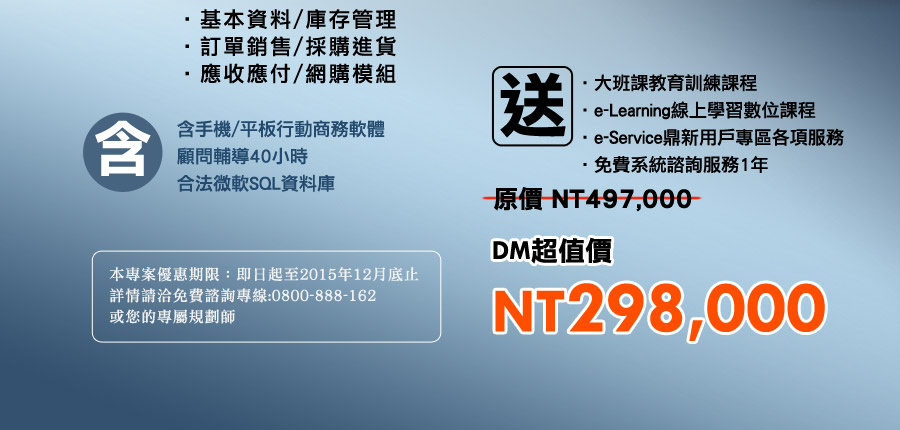 ·基本資料/庫存管理
·訂單銷售/採購進貨
·應收應付/網購模組
含
含手機/平板行動商務軟體
顧問輔導40小時
合法微軟SQL資料庫
送
·大班課教育訓練課程
·e-Learning線上學習數位課程
·e-Service鼎新用戶專區各項服務
·免費系統諮詢服務1年
原價 NT497,000
DM超值價
NT298,000
本專案優惠期限：即日起至2015年12月底止
詳情請洽免費諮詢專線:0800-888-162
或您的專屬規劃師